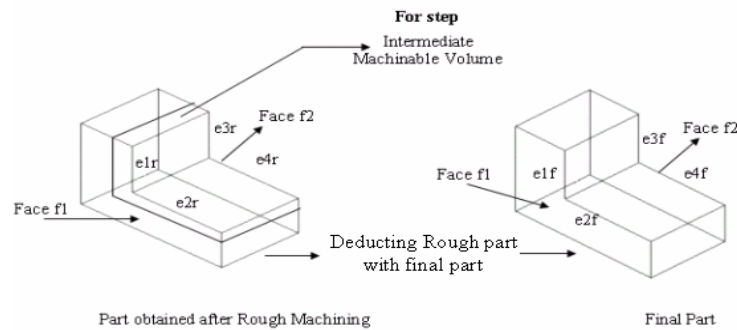 For step
Intermediate
Machinable Volume
e3r
Face f2
e1r
e4r
e2r
Face f1
e3f
Face f2
Face f1
e1f
e4f
e2f
Deducting Rough part
with final part
Part obtained after Rough Machining
Final Part